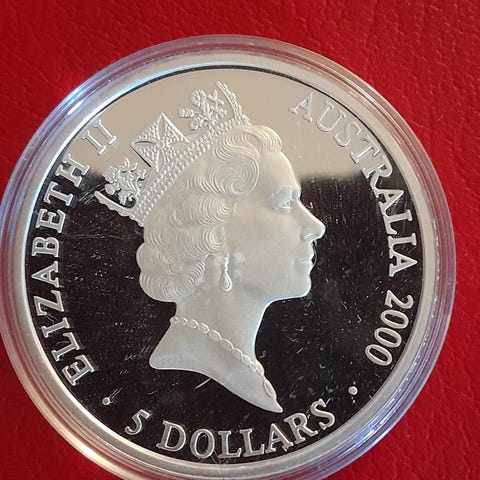 ELIZABETH II
AUSTRALIA 2000
· 5 DOLLARS ·